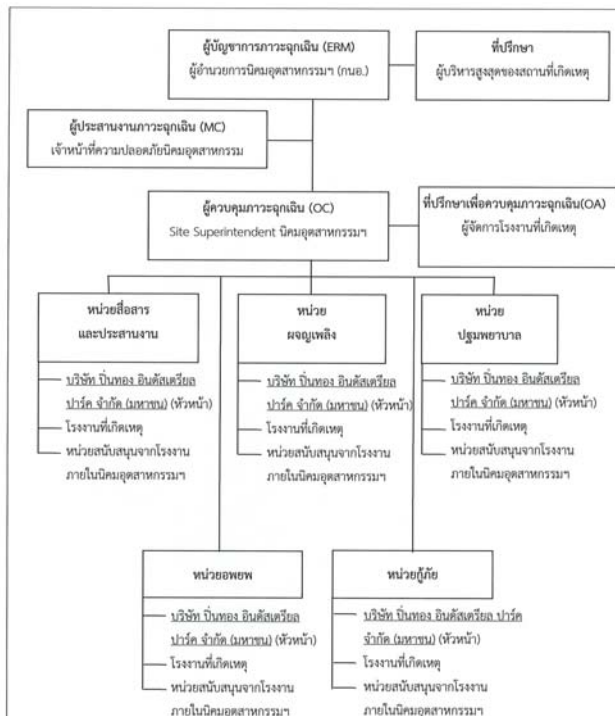 ผู้บัญชาการภาวะฉุกเฉิน (ERM)
ผู้อำนวยการนิคมอุตสาหกรรมฯ (กนอ.)
ที่ปรึกษา
ผู้บริหารสูงสุดของสถานที่เกิดเหตุ
ผู้ประสานงานภาวะฉุกเฉิน (MC)
เจ้าหน้าที่ความปลอดภัยนิคมอุตสาหกรรม
ผู้ควบคุมภาวะฉุกเฉิน (OC)
Site Superintendent นิคมอุตสาหกรรมฯ
ที่ปรึกษาเพื่อควบคุมภาวะฉุกเฉิน(OA)
ผู้จัดการโรงงานที่เกิดเหตุ
หน่วยสื่อสาร
และประสานงาน
บริษัท ปิ่นทอง อินดัสเตรียล
ปาร์ค จำกัด (มหาชน) (หัวหน้า)
โรงงานที่เกิดเหตุ
หน่วยสนับสนุนจากโรงงาน
ภายในนิคมอุตสาหกรรมฯ
หน่วย
ผจญเพลิง
บริษัท ปิ่นทอง อินดัสเตรียล
ปาร์ค จำกัด (มหาชน) (หัวหน้า)
โรงงานที่เกิดเหตุ
หน่วยสนับสนุนจากโรงงาน
ภายในนิคมอุตสาหกรรมฯ
หน่วย
ปฐมพยาบาล
บริษัท ปิ่นทอง อินดัสเตรียล
ปาร์ค จำกัด (มหาชน) (หัวหน้า)
โรงงานที่เกิดเหตุ
หน่วยสนับสนุนจากโรงงาน
ภายในนิคมอุตสาหกรรมฯ
หน่วยอพยพ
บริษัท ปิ่นทอง อินดัสเตรียล
ปาร์ค จำกัด (มหาชน) (หัวหน้า)
โรงงานที่เกิดเหตุ
หน่วยสนับสนุนจากโรงงาน
ภายในนิคมอุตสาหกรรมฯ
หน่วยกู้ภัย
บริษัท ปิ่นทอง อินดัสเตรียล ปาร์ค
จำกัด (มหาชน) (หัวหน้า)
โรงงานที่เกิดเหตุ
หน่วยสนับสนุนจากโรงงาน
ภายในนิคมอุตสาหกรรมฯ